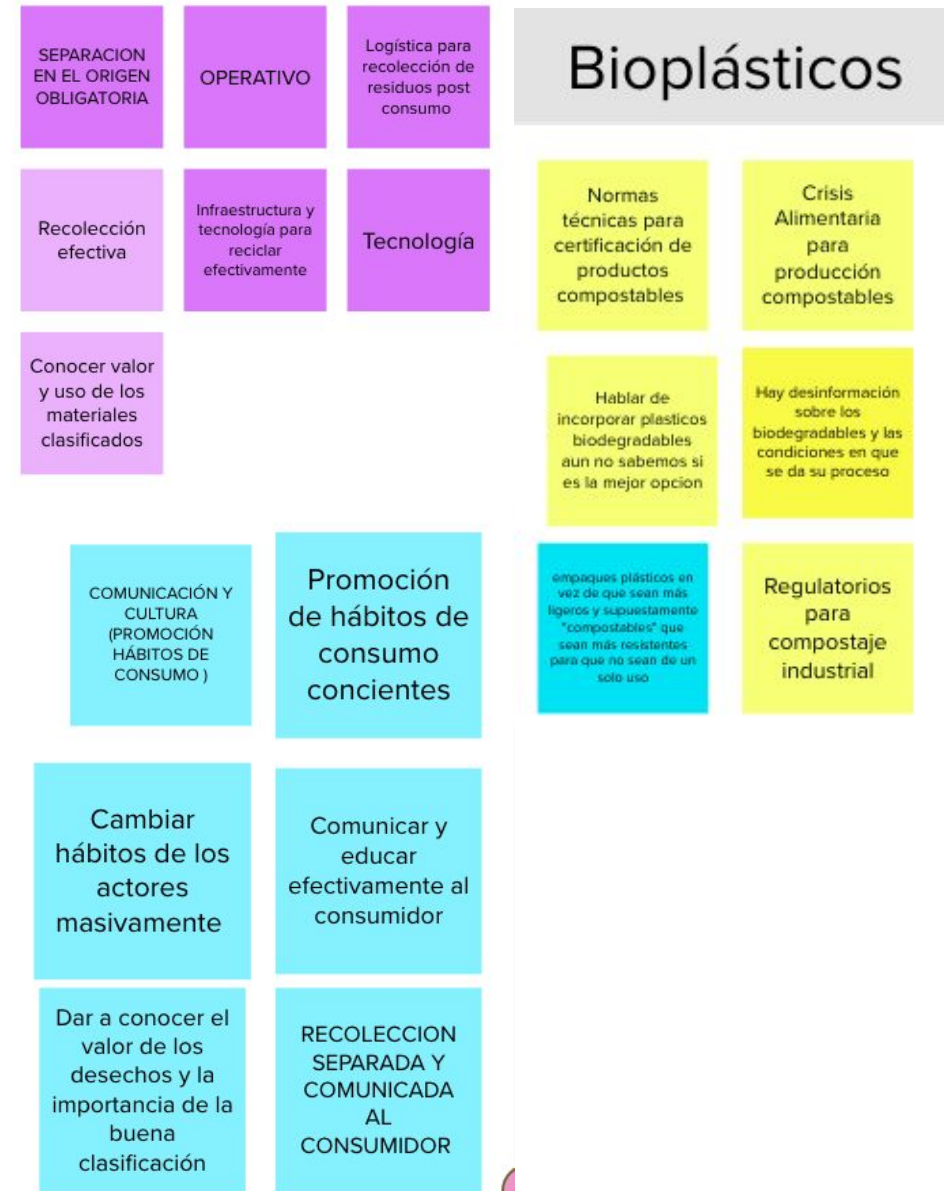 SEPARACION
EN EL ORIGEN
OBLIGATORIA
OPERATIVO
Logística para
recolección de
residuos post
consumo
Recolección
efectiva
Infraestructura y
tecnología para
reciclar
efectivamente
Tecnología
Conocer valor
y uso de los
materiales
clasificados
COMUNICACIÓN Y
CULTURA
(PROMOCIÓN
HÁBITOS DE
CONSUMO )
Promoción
de hábitos de
consumo
concientes
Cambiar
hábitos de los
actores
masivamente
Comunicar y
educar
efectivamente al
consumidor
Dar a conocer el
valor de los
desechos y la
importancia de la
buena
clasificación
RECOLECCION
SEPARADA Y
COMUNICADA
AL
CONSUMIDOR
Bioplásticos
Normas
técnicas para
certificación de
productos
compostables
Crisis
Alimentaria
para
producción
compostables
Hablar de
incorporar plasticos
biodegradables
aun no sabemos si
es la mejor opcion
Hay desinformación
sobre los
biodegradables y las
condiciones en que
se da su proceso
empaques plásticos en
vez de que sean más
ligeros y supuestamente
"compostables" que
sean más resistentes
para que no sean de un
solo uso
Regulatorios
para
compostaje
industrial